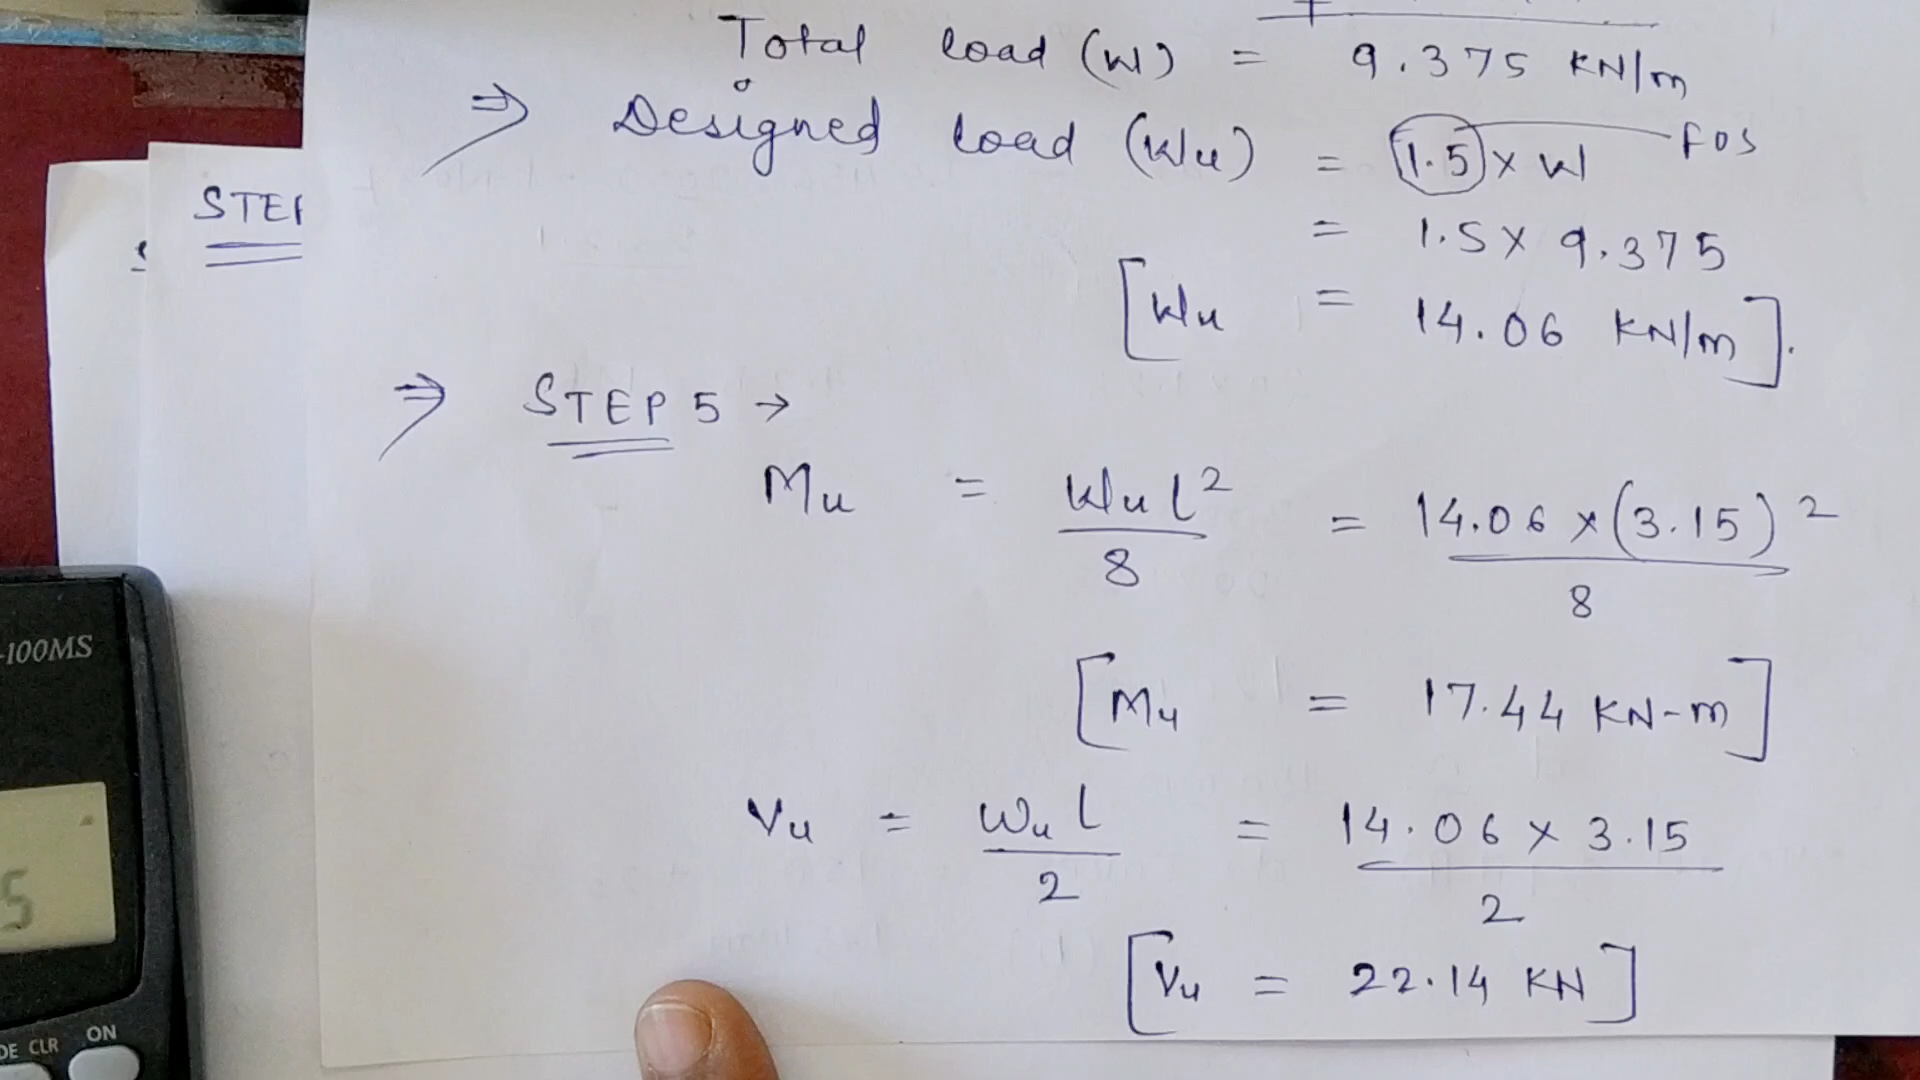 Total load (W) = 9.375 KN/m
⇒ Designed load (Wu) = 1.5 × W FOS
= 1.5 × 9.375
[Wu = 14.06 KN/m].
STEP
⇒ STEP 5 →
Mu = Wu l² / 8 = 14.06 × (3.15)² / 8
[Mu = 17.44 KN-m]
Vu = Wu l / 2 = 14.06 × 3.15 / 2
[Vu = 22.14 KN]
-100MS
5
CLR ON